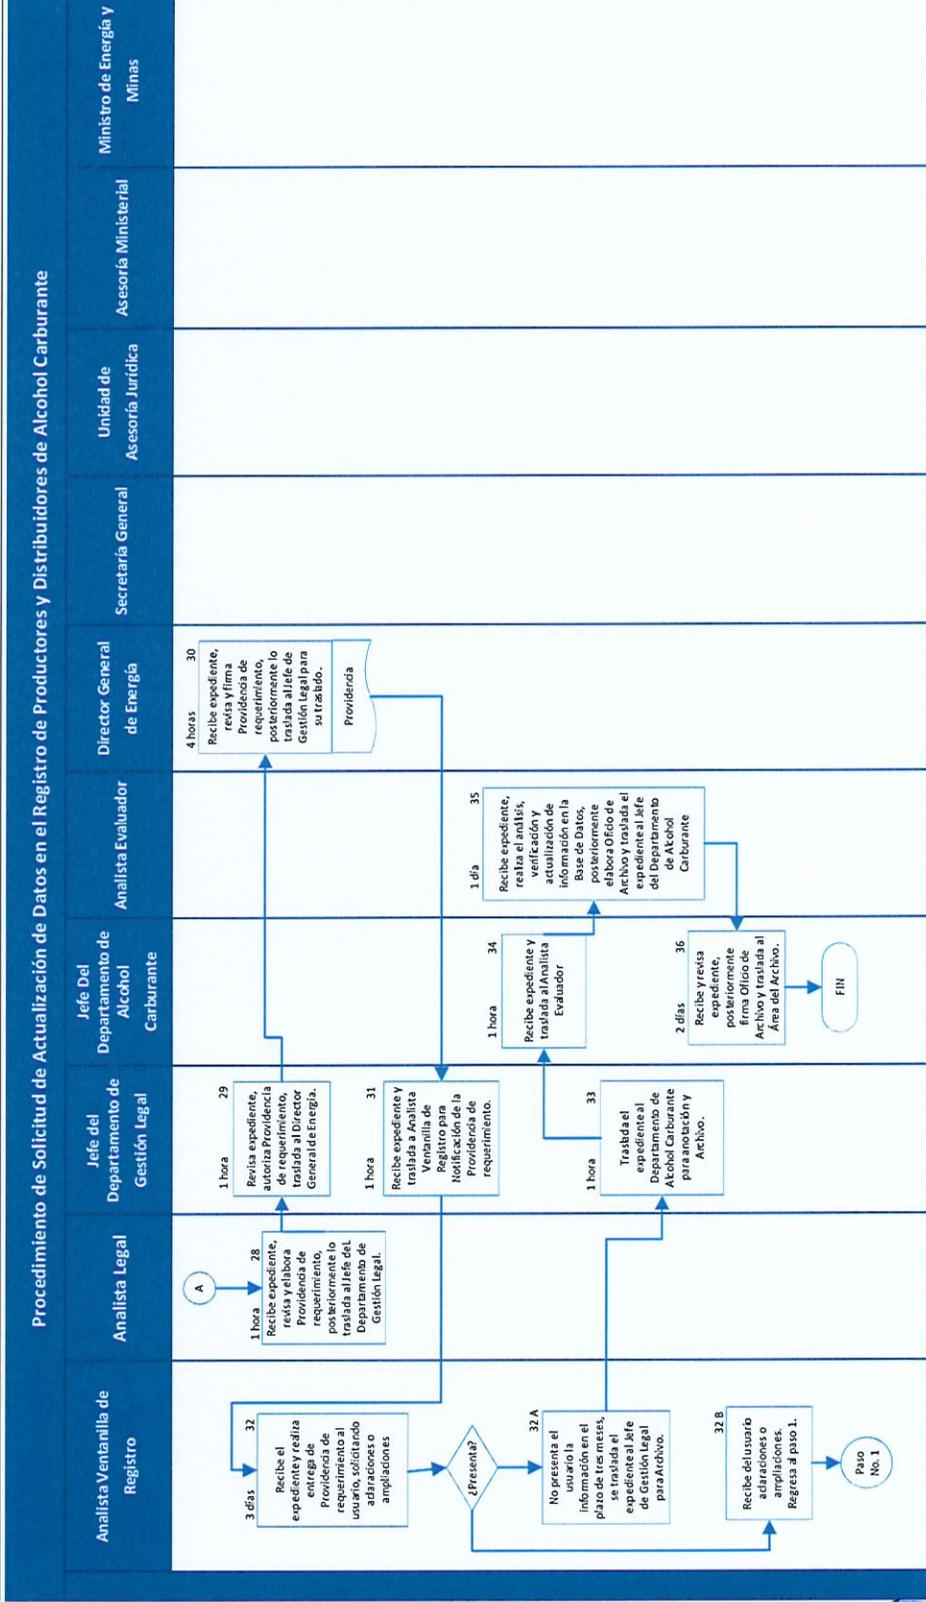 Procedimiento de Solicitud de Actualización de Datos en el Registro de Productores y Distribuidores de Alcohol Carburante
Analista Ventanilla de
Registro
Analista Legal
Jefe del
Departamento de
Gestión Legal
Jefe Del
Departamento de
Alcohol
Carburante
Analista Evaluador
Director General
de Energía
Secretaría General
Unidad de
Asesoría Jurídica
Asesoría Ministerial
Ministro de Energía y
Minas
A
1 hora 28
Recibe expediente,
revisa y elabora
Providencia de
requerimiento,
posteriormente lo
traslada al Jefe del
Departamento de
Gestión Legal.
1 hora 29
Revisa expediente,
autoriza Providencia
de requerimiento,
traslada al Director
General de Energía.
4 horas 30
Recibe expediente,
revisa y firma
Providencia de
requerimiento,
posteriormente lo
traslada al Jefe de
Gestión Legal para
su traslado.
Providencia
1 hora 31
Recibe expediente y
traslada a Analista
Ventanilla de
Registro para
Notificación de la
Providencia de
requerimiento.
3 días 32
Recibe el
expediente y realiza
entrega de
Providencia de
requerimiento al
usuario, solicitando
aclaraciones o
ampliaciones
¿Presenta?
32 A
No presenta el
usuario la
información en el
plazo de tres meses,
se traslada el
expediente al Jefe
de Gestión Legal
para Archivo.
32 B
Recibe del usuario
aclaraciones o
ampliaciones.
Regresa al paso 1.
Paso
No. 1
1 hora 33
Traslada el
expediente al
Departamento de
Alcohol Carburante
para anotación y
Archivo.
1 hora 34
Recibe expediente y
traslada al Analista
Evaluador
1 día 35
Recibe expediente,
realiza el análisis,
verificación y
actualización de
información en la
Base de Datos,
posteriormente
elabora Oficio de
Archivo y traslada el
expediente al Jefe
del Departamento
de Alcohol
Carburante
2 días 36
Recibe y revisa
expediente,
posteriormente
firma Oficio de
Archivo y traslada al
Área del Archivo.
FIN